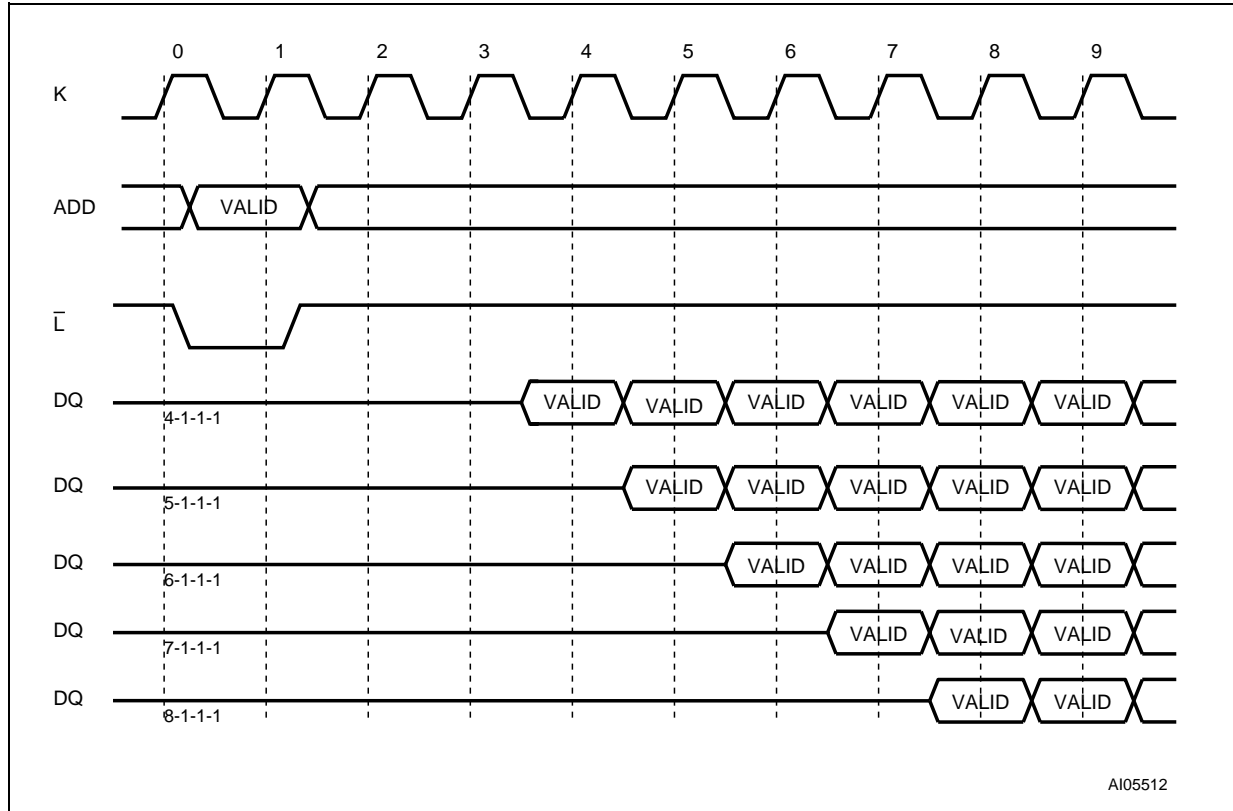 0 1 2 3 4 5 6 7 8 9
K
ADD VALID
L̅
DQ VALID VALID VALID VALID VALID VALID
4-1-1-1
DQ VALID VALID VALID VALID VALID
5-1-1-1
DQ VALID VALID VALID VALID
6-1-1-1
DQ VALID VALID VALID
7-1-1-1
DQ VALID VALID
8-1-1-1
AI05512